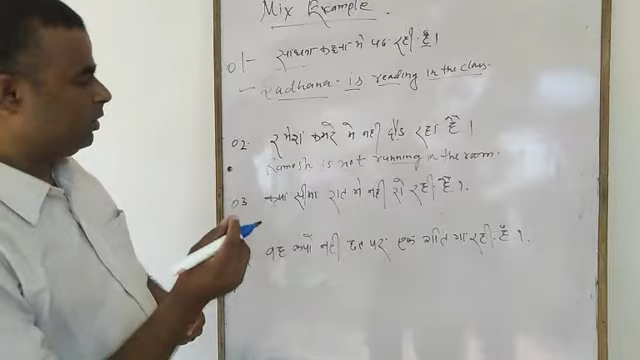 Mix Example.
01- साधना कक्षा में पढ़ रही है।
- Sadhana is reading in the class.
02. रमेश कमरे में नहीं दौड़ रहा है।
Ramesh is not running in the room.
03 क्या सीमा रात में नहीं रो रही है।
वह क्यों नहीं छत पर एक गीत गा रही है।